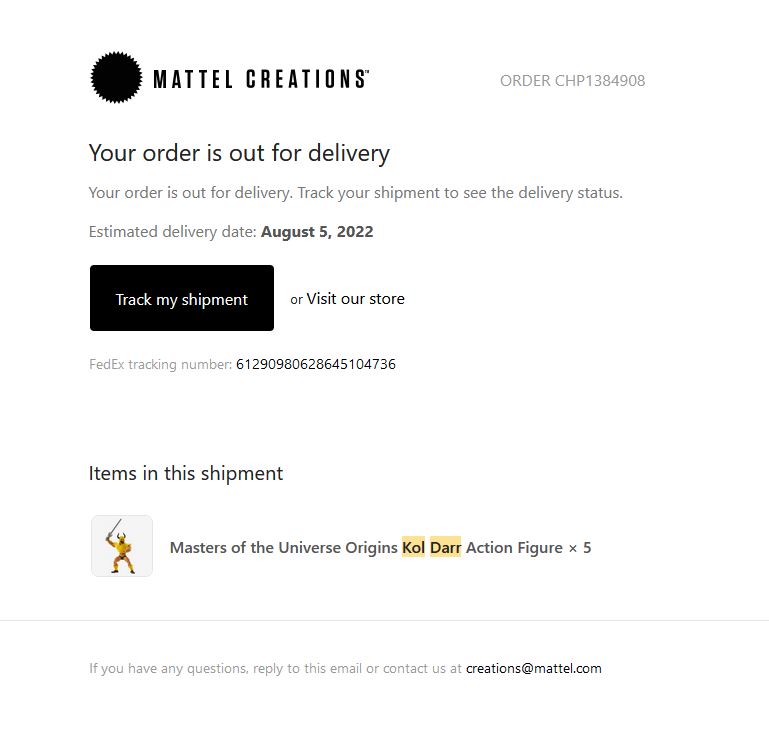 MATTEL CREATIONS™
ORDER CHP1384908
Your order is out for delivery
Your order is out for delivery. Track your shipment to see the delivery status.
Estimated delivery date: August 5, 2022
Track my shipment
or Visit our store
FedEx tracking number: 61290980628645104736
Items in this shipment
Masters of the Universe Origins Kol Darr Action Figure × 5
If you have any questions, reply to this email or contact us at creations@mattel.com